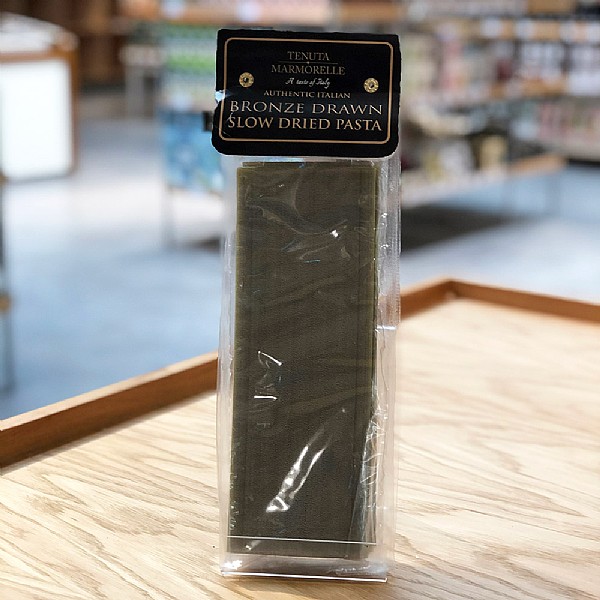 TENUTA
MARMORELLE
A taste of Italy
AUTHENTIC ITALIAN
BRONZE DRAWN
SLOW DRIED PASTA